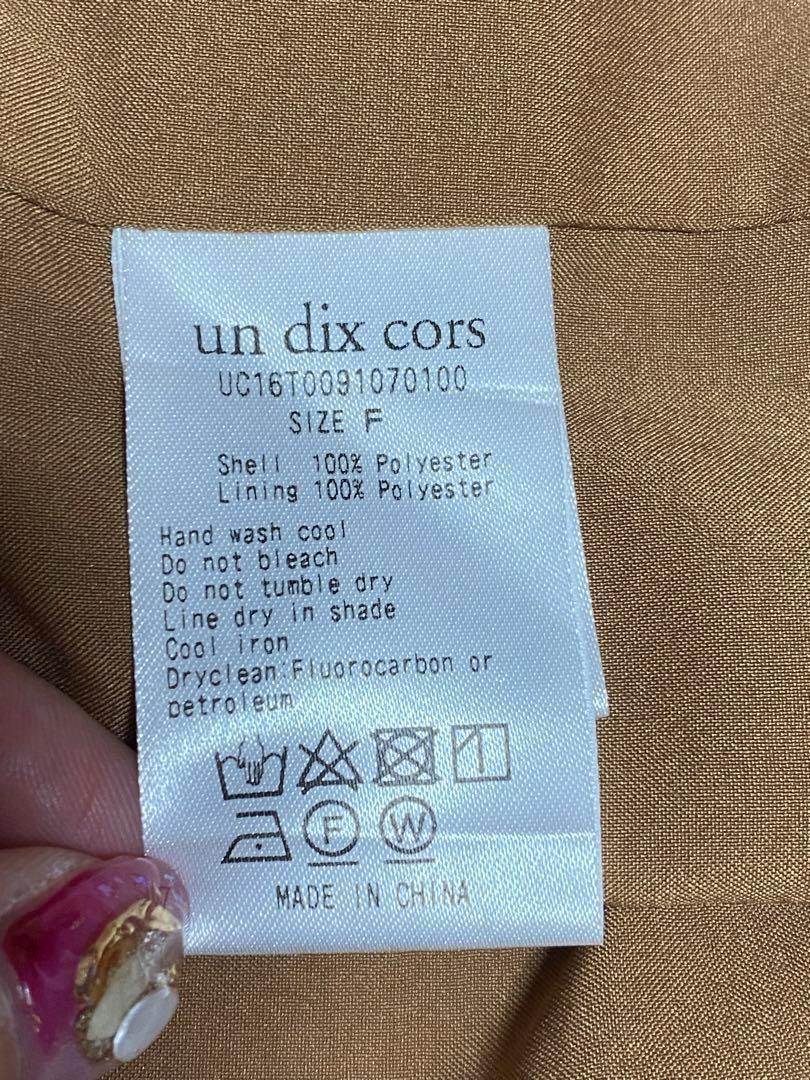 un dix cors
UC16T0091070100
SIZE F
Shell 100% Polyester
Lining 100% Polyester
Hand wash cool
Do not bleach
Do not tumble dry
Line dry in shade
Cool iron
Dryclean:Fluorocarbon or
petroleum
F W
MADE IN CHINA